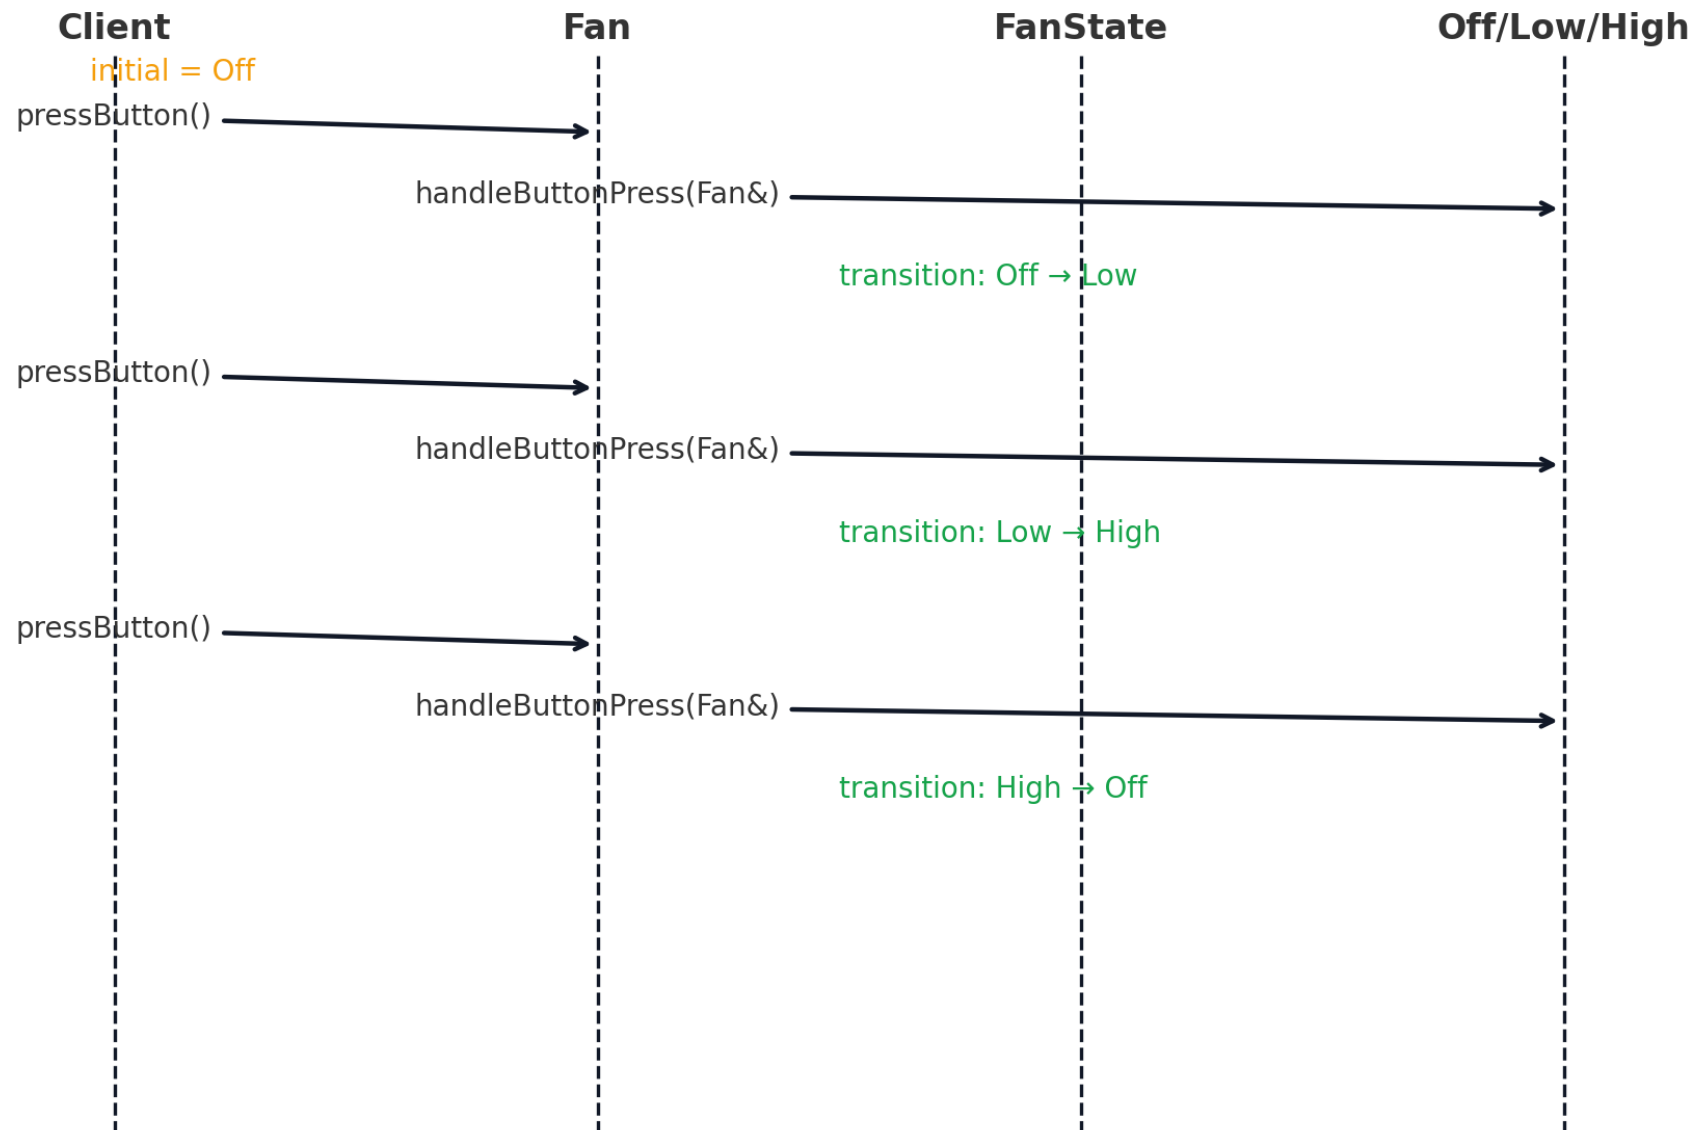 Client Fan FanState Off/Low/High
initial = Off
pressButton()
handleButtonPress(Fan&)
transition: Off → Low
pressButton()
handleButtonPress(Fan&)
transition: Low → High
pressButton()
handleButtonPress(Fan&)
transition: High → Off